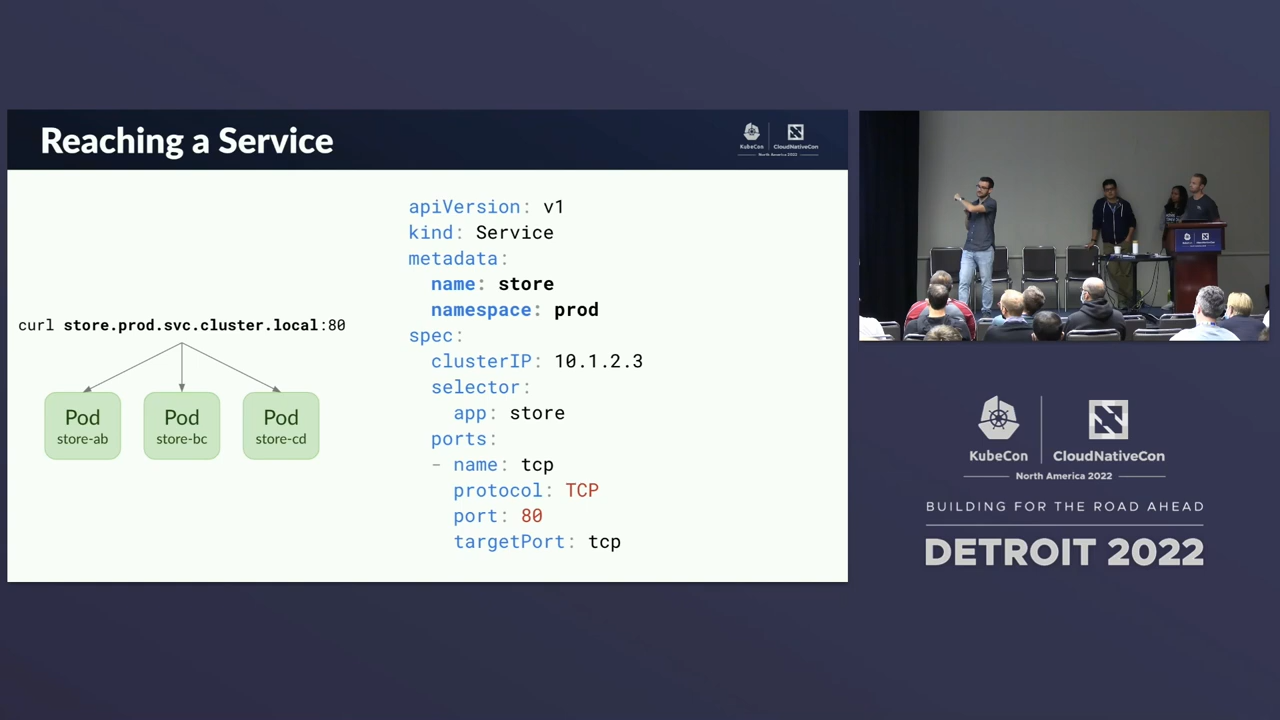 Reaching a Service
KubeCon
CloudNativeCon
North America 2022
curl store.prod.svc.cluster.local:80
Pod
store-ab
Pod
store-bc
Pod
store-cd
apiVersion: v1
kind: Service
metadata:
name: store
namespace: prod
spec:
clusterIP: 10.1.2.3
selector:
app: store
ports:
- name: tcp
protocol: TCP
port: 80
targetPort: tcp
KubeCon
CloudNativeCon
North America 2022
BUILDING FOR THE ROAD AHEAD
DETROIT 2022